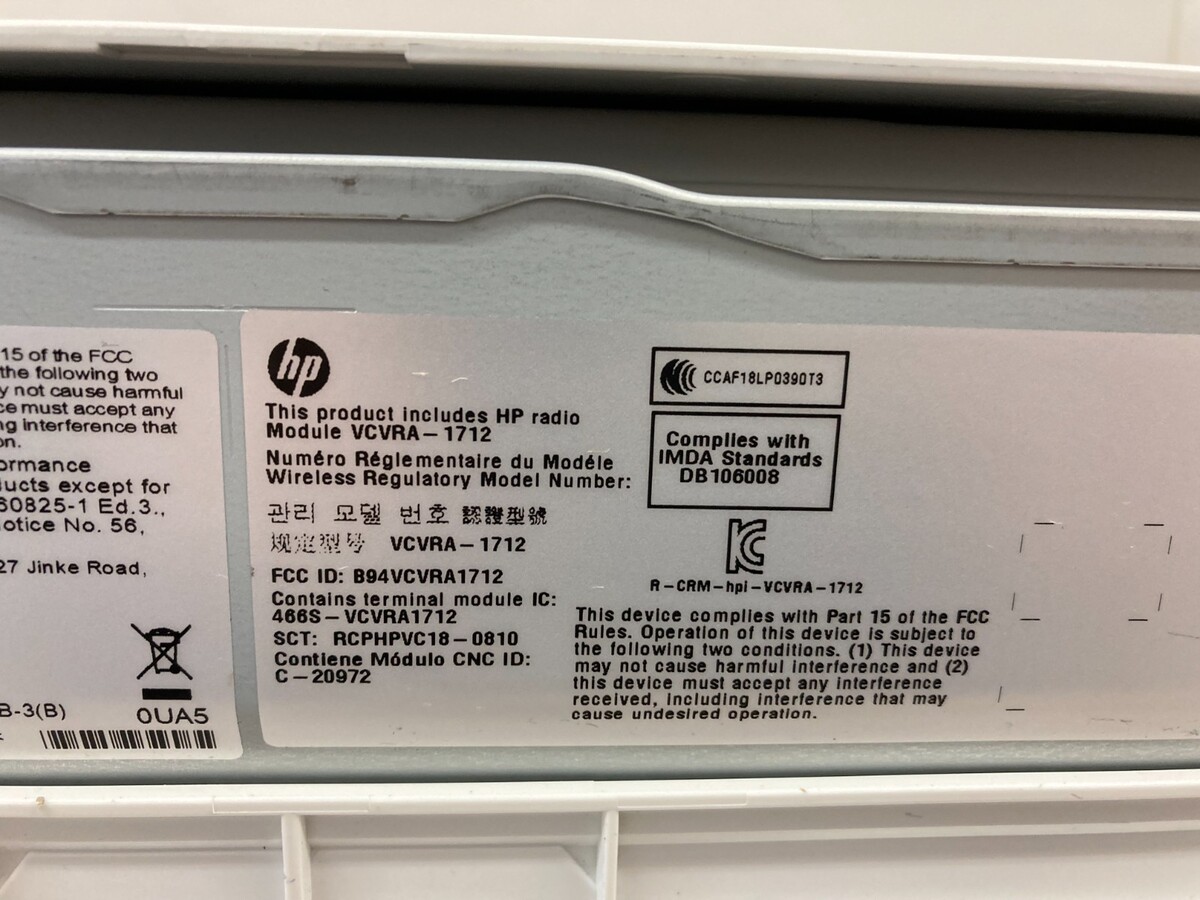 15 of the FCC
the following two
y not cause harmful
ce must accept any
ng interference that
on.
ormance
ucts except for
60825-1 Ed.3.,
otice No. 56,
27 Jinke Road,
B-3(B)
0UA5
hp
This product includes HP radio
Module VCVRA-1712
Numéro Réglementaire du Modéle
Wireless Regulatory Model Number:
관리 모델 번호 認證型號
规定型号 VCVRA-1712
FCC ID: B94VCVRA1712
Contains terminal module IC:
466S-VCVRA1712
SCT: RCPHPVC18-0810
Contiene Módulo CNC ID:
C-20972
CCAF18LP0390T3
Complies with
IMDA Standards
DB106008
R-CRM-hpi-VCVRA-1712
This device complies with Part 15 of the FCC
Rules. Operation of this device is subject to
the following two conditions. (1) This device
may not cause harmful interference and (2)
this device must accept any interference
received, including interference that may
cause undesired operation.